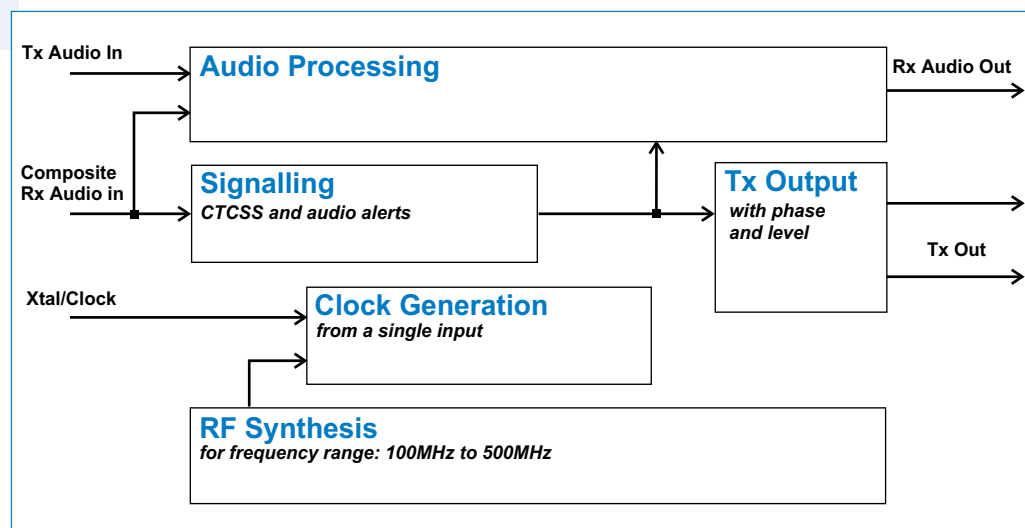 Tx Audio In
Audio Processing
Rx Audio Out
Composite
Rx Audio in
Signalling
CTCSS and audio alerts
Tx Output
with phase
and level
Tx Out
Xtal/Clock
Clock Generation
from a single input
RF Synthesis
for frequency range: 100MHz to 500MHz